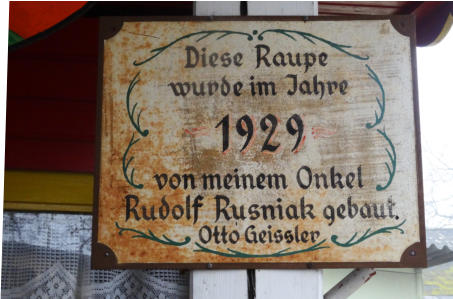 Diese Raupe
wurde im Jahre
1929
von meinem Onkel
Rudolf Rusniak gebaut.
Otto Geissler